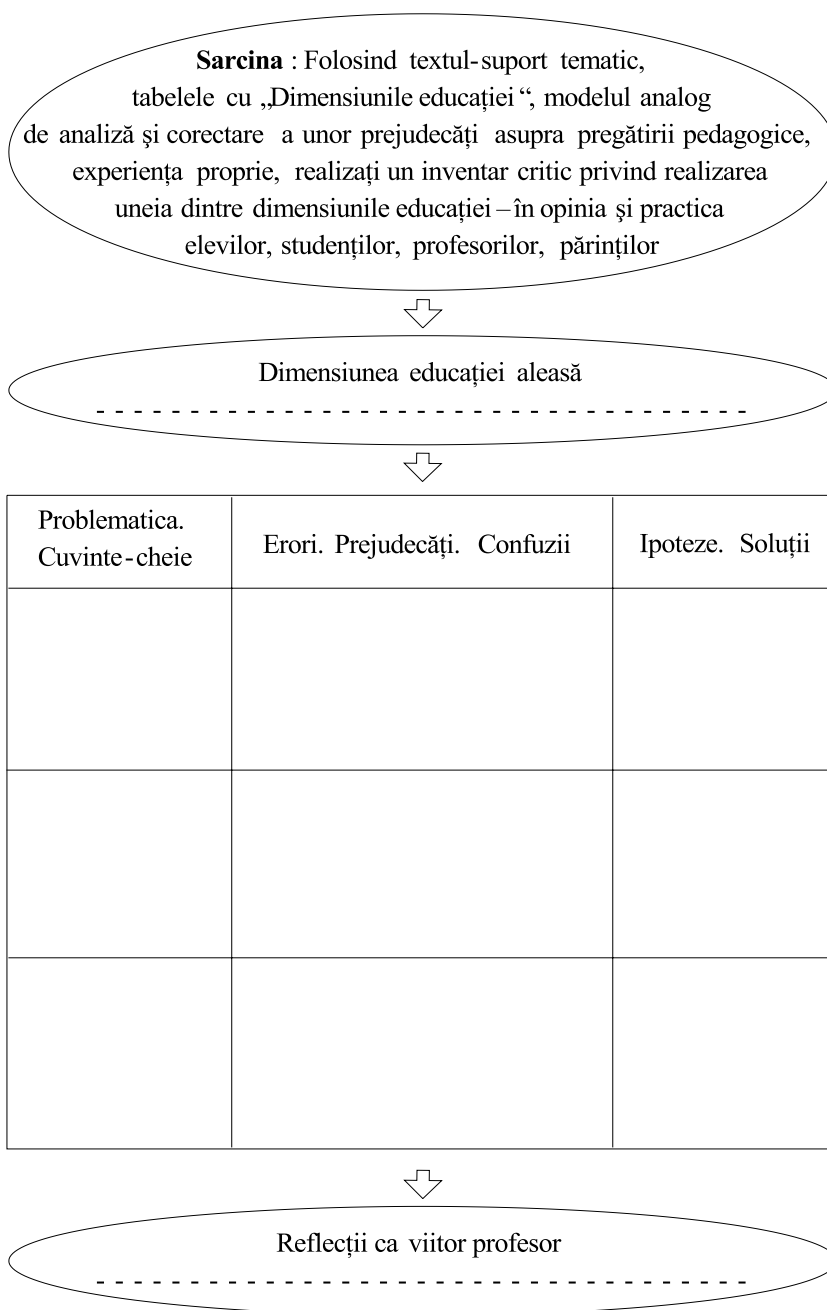 Sarcina : Folosind textul-suport tematic,
tabelele cu „Dimensiunile educației“, modelul analog
de analiză şi corectare a unor prejudecăți asupra pregătirii pedagogice,
experiența proprie, realizați un inventar critic privind realizarea
uneia dintre dimensiunile educației – în opinia şi practica
elevilor, studenților, profesorilor, părinților
Dimensiunea educației aleasă
Problematica.
Cuvinte-cheie
Erori. Prejudecăți. Confuzii
Ipoteze. Soluții
Reflecții ca viitor profesor